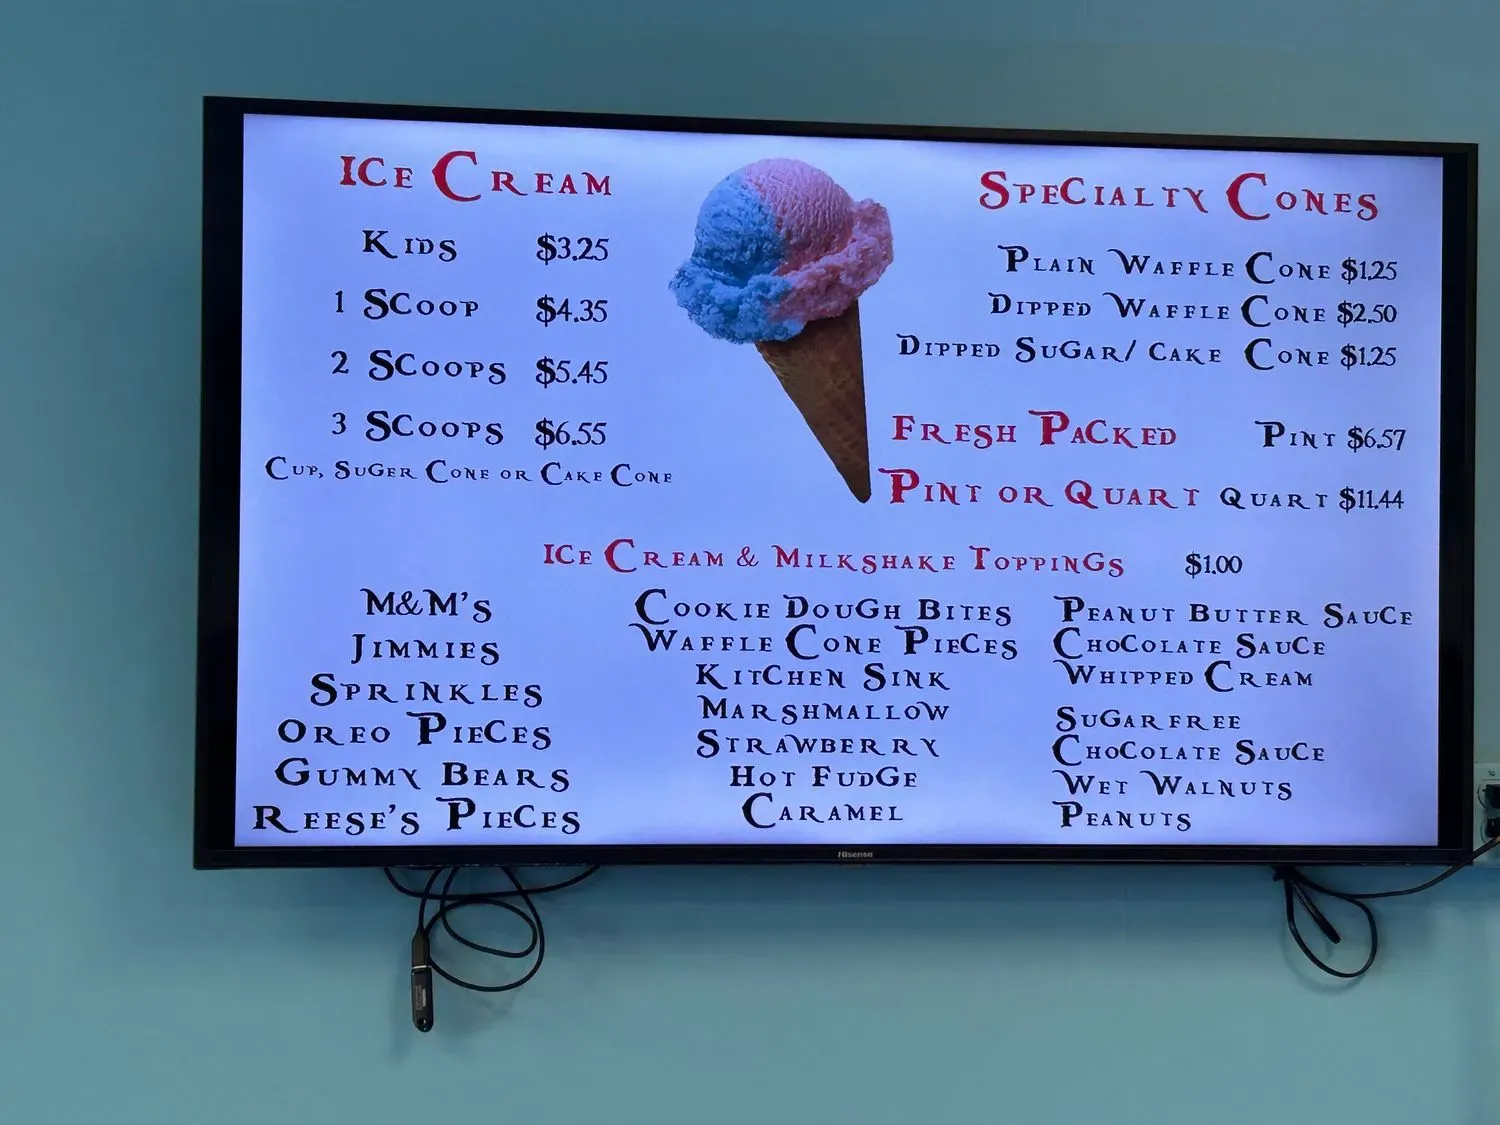 Ice Cream
Kids $3.25
1 Scoop $4.35
2 Scoops $5.45
3 Scoops $6.55
Cup, Suger Cone or Cake Cone
Specialty Cones
Plain Waffle Cone $1.25
Dipped Waffle Cone $2.50
Dipped Sugar/ Cake Cone $1.25
Fresh Packed
Pint or Quart
Pint $6.57
Quart $11.44
Ice Cream & Milkshake Toppings $1.00
M&M's
Jimmies
Sprinkles
Oreo Pieces
Gummy Bears
Reese's Pieces
Cookie Dough Bites
Waffle Cone Pieces
Kitchen Sink
Marshmallow
Strawberry
Hot Fudge
Caramel
Peanut Butter Sauce
Chocolate Sauce
Whipped Cream
Sugarfree
Chocolate Sauce
Wet Walnuts
Peanuts
Hisense